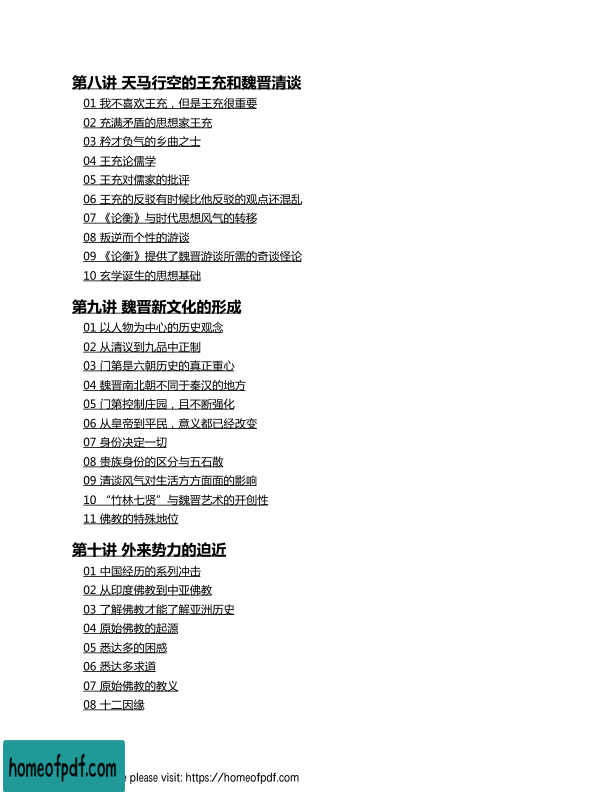 第八讲 天马行空的王充和魏晋清谈
01 我不喜欢王充，但是王充很重要
02 充满矛盾的思想家王充
03 矜才负气的乡曲之士
04 王充论儒学
05 王充对儒家的批评
06 王充的反驳有时候比他反驳的观点还混乱
07 《论衡》与时代思想风气的转移
08 叛逆而个性的游谈
09 《论衡》提供了魏晋游谈所需的奇谈怪论
10 玄学诞生的思想基础
第九讲 魏晋新文化的形成
01 以人物为中心的历史观念
02 从清议到九品中正制
03 门第是六朝历史的真正重心
04 魏晋南北朝不同于秦汉的地方
05 门第控制庄园，且不断强化
06 从皇帝到平民，意义都已经改变
07 身份决定一切
08 贵族身份的区分与五石散
09 清谈风气对生活方方面面的影响
10 “竹林七贤”与魏晋艺术的开创性
11 佛教的特殊地位
第十讲 外来势力的迫近
01 中国经历的系列冲击
02 从印度佛教到中亚佛教
03 了解佛教才能了解亚洲历史
04 原始佛教的起源
05 悉达多的困惑
06 悉达多求道
07 原始佛教的教义
08 十二因缘
homeofpdf.com
please visit: https://homeofpdf.com